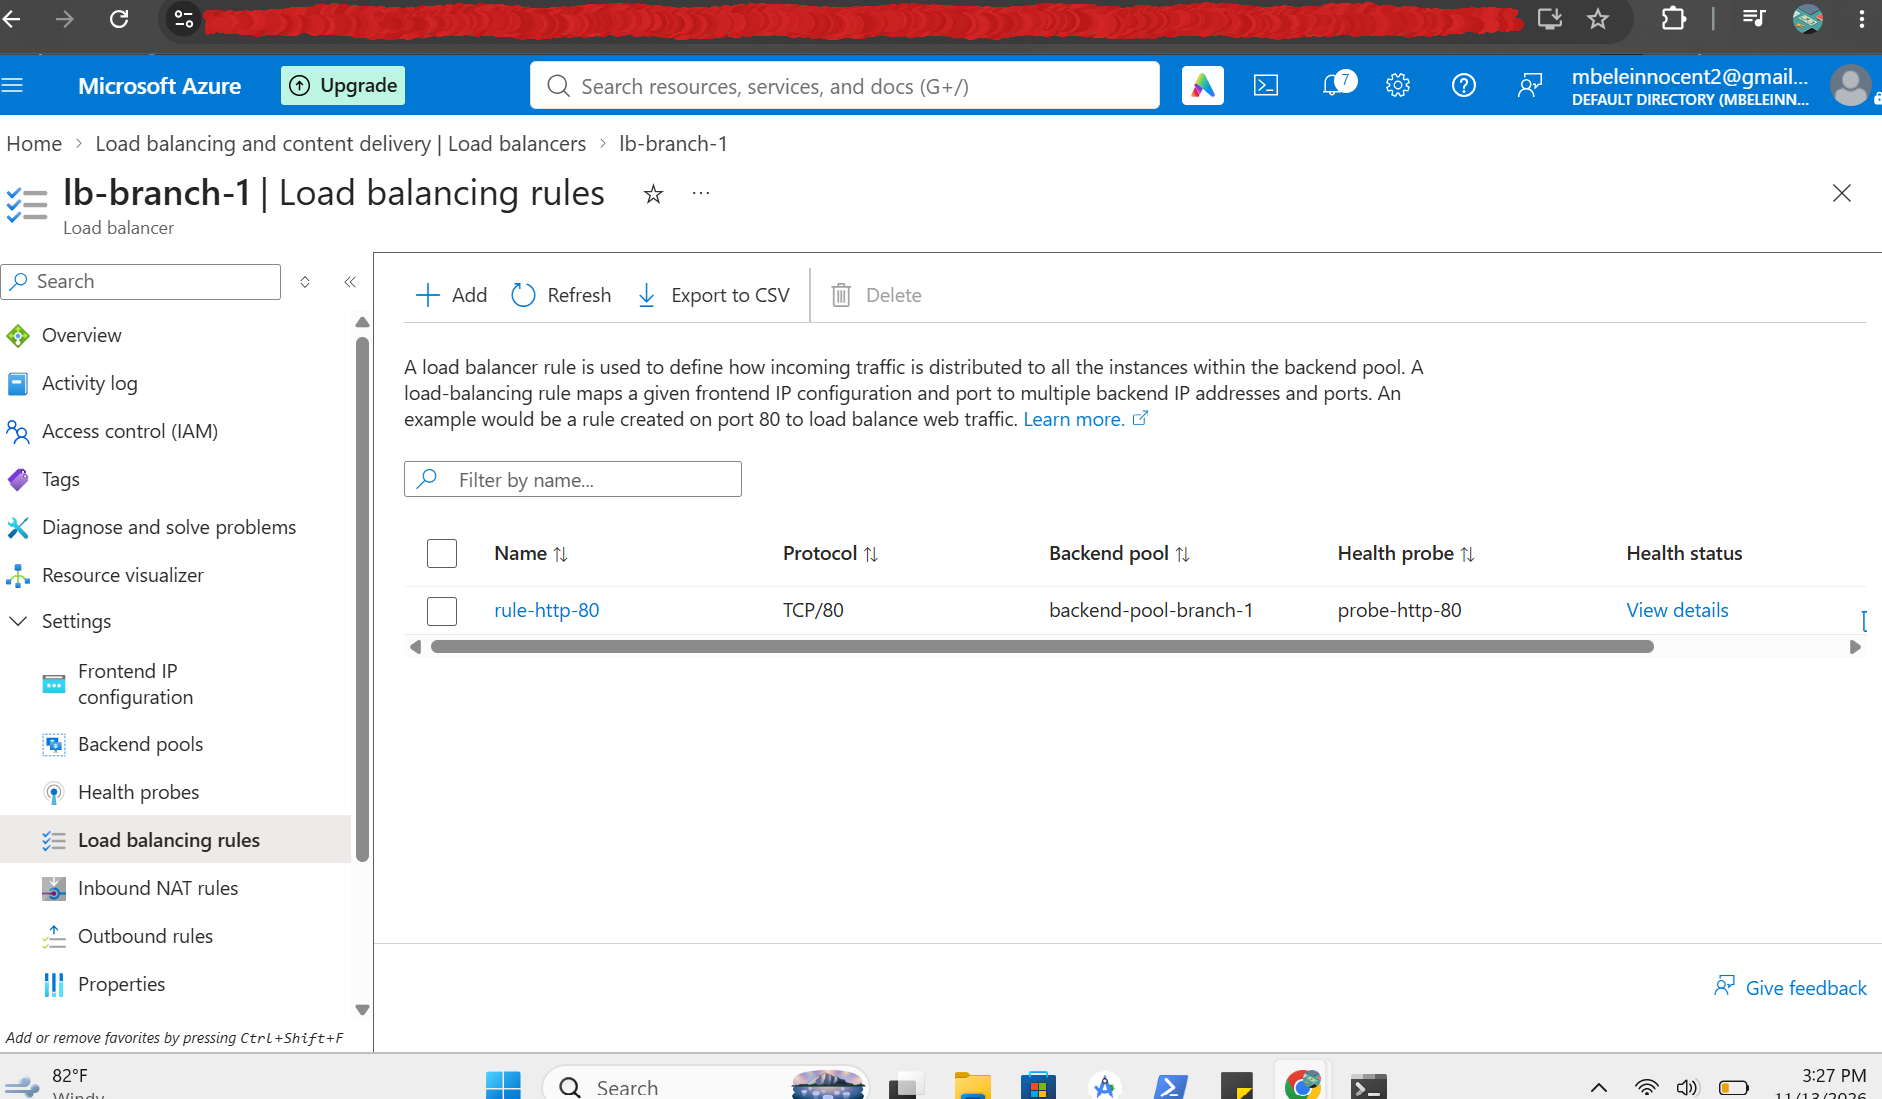 Microsoft Azure
Upgrade
Search resources, services, and docs (G+/)
7
mbeleinnocent2@gmail...
DEFAULT DIRECTORY (MBELEINN...
Home > Load balancing and content delivery | Load balancers > lb-branch-1
lb-branch-1 | Load balancing rules
Load balancer
Search
Overview
Activity log
Access control (IAM)
Tags
Diagnose and solve problems
Resource visualizer
Settings
Frontend IP
configuration
Backend pools
Health probes
Load balancing rules
Inbound NAT rules
Outbound rules
Properties
Add or remove favorites by pressing Ctrl+Shift+F
Add Refresh Export to CSV Delete
A load balancer rule is used to define how incoming traffic is distributed to all the instances within the backend pool. A
load-balancing rule maps a given frontend IP configuration and port to multiple backend IP addresses and ports. An
example would be a rule created on port 80 to load balance web traffic. Learn more.
Filter by name...
Name Protocol Backend pool Health probe Health status
rule-http-80 TCP/80 backend-pool-branch-1 probe-http-80 View details
Give feedback
82°F
Windy
Search
3:27 PM
11/13/2026